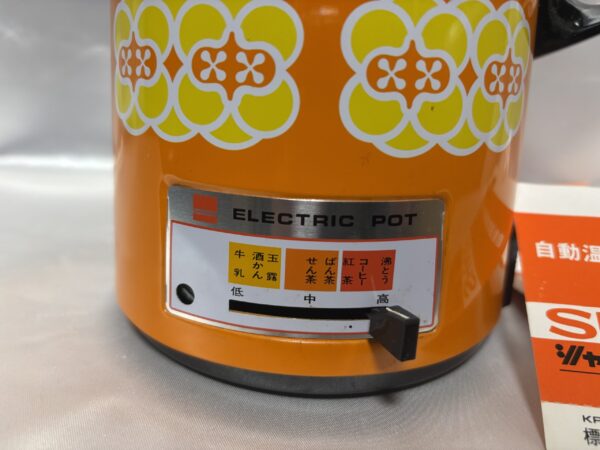 ELECTRIC POT
牛乳
酒かん
玉露
せん茶
ばん茶
紅茶
コーヒー
沸とう
低 中 高
自動温
S
シャ
KP
標